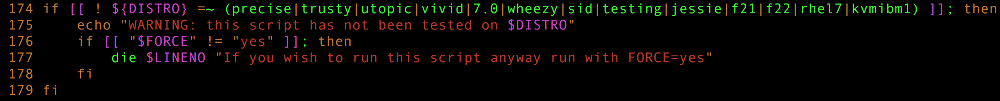 174 if [[ ! ${DISTRO} =~ (precise|trusty|utopic|vivid|7.0|wheezy|sid|testing|jessie|f21|f22|rhel7|kvmibm1) ]]; then
175     echo "WARNING: this script has not been tested on $DISTRO"
176     if [[ "$FORCE" != "yes" ]]; then
177         die $LINENO "If you wish to run this script anyway run with FORCE=yes"
178     fi
179 fi